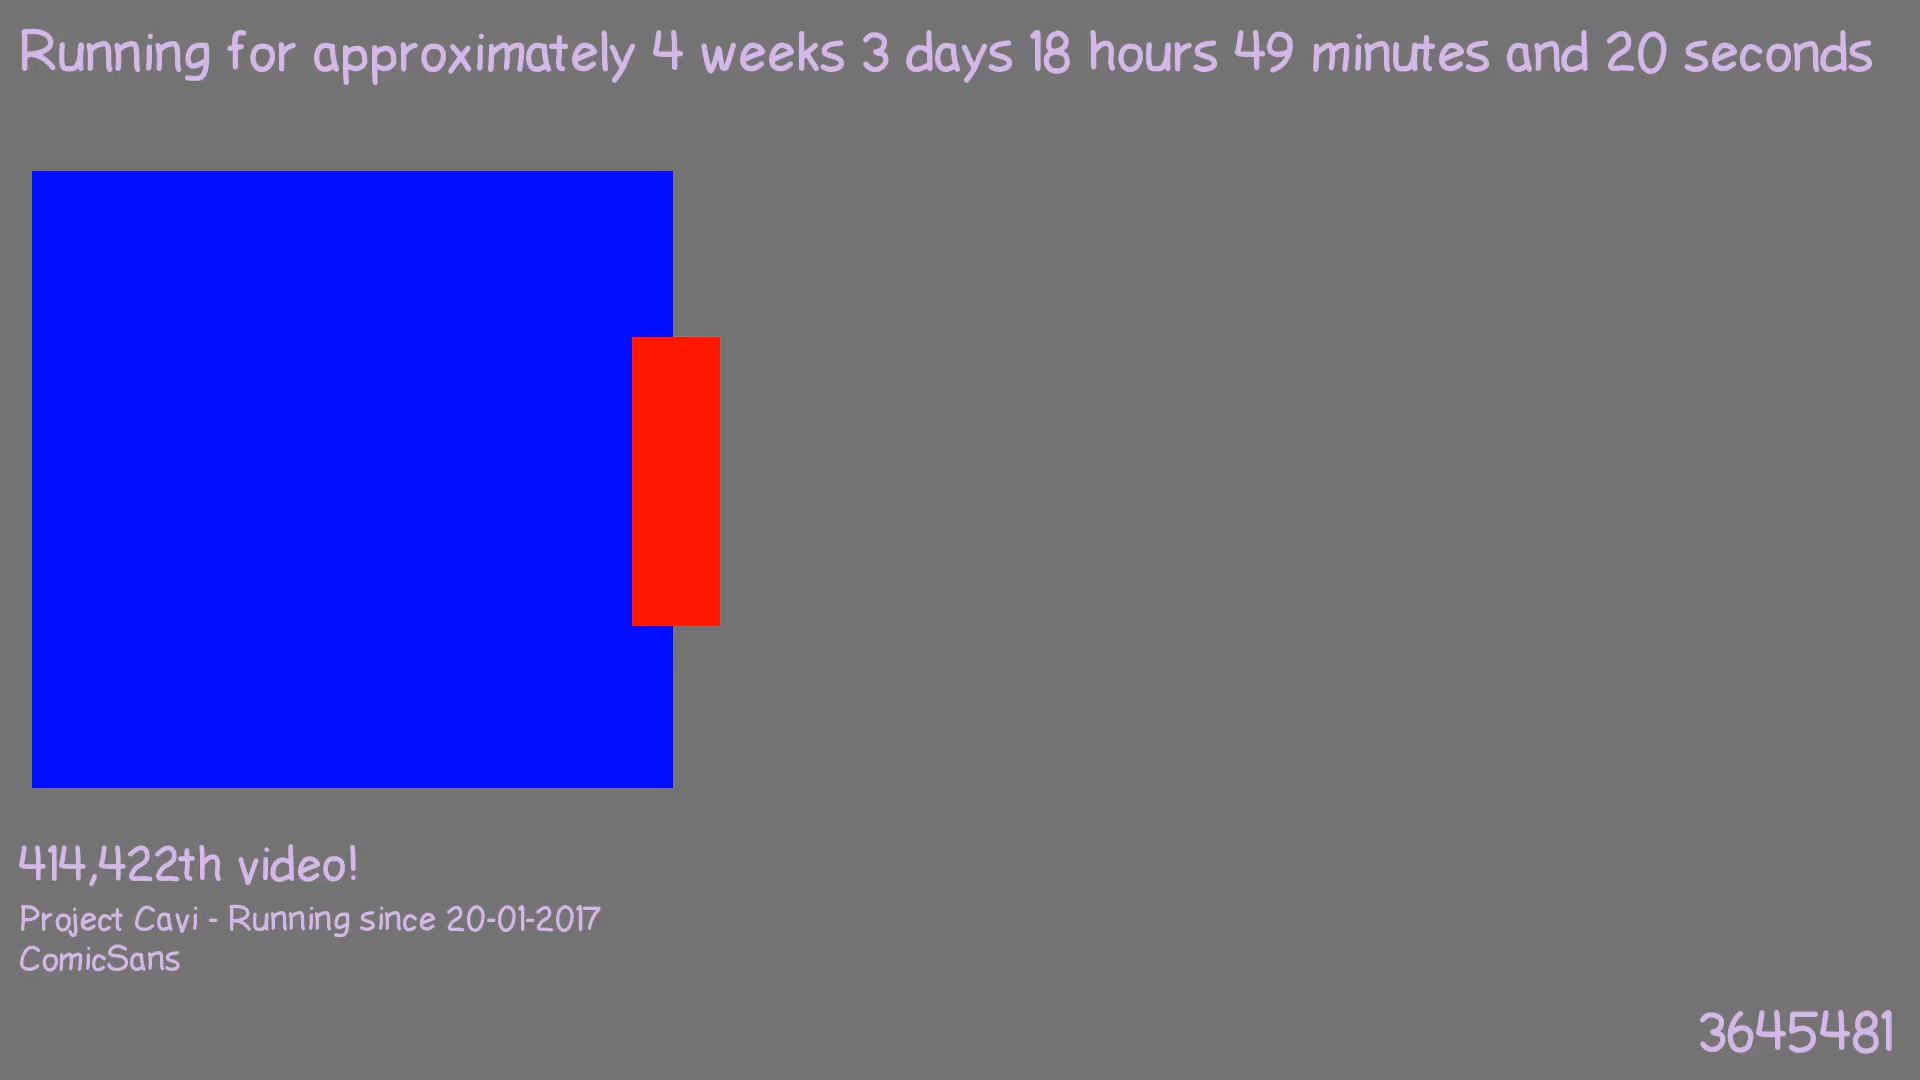 Running for approximately 4 weeks 3 days 18 hours 49 minutes and 20 seconds
414,422th video!
Project Cavi - Running since 20-01-2017
ComicSans
3645481